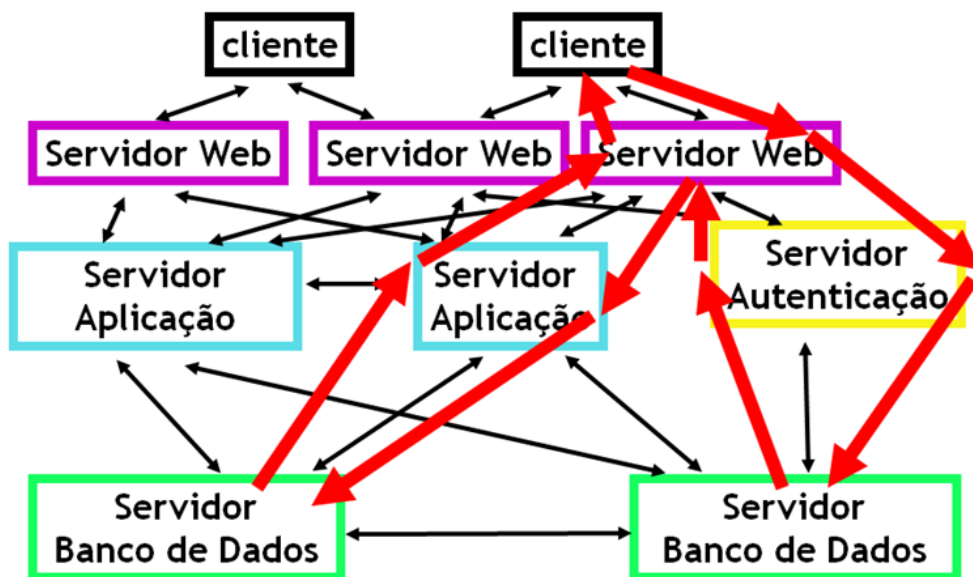 cliente
cliente
Servidor Web
Servidor Web
Servidor Web
Servidor
Aplicação
Servidor
Aplicação
Servidor
Autenticação
Servidor
Banco de Dados
Servidor
Banco de Dados